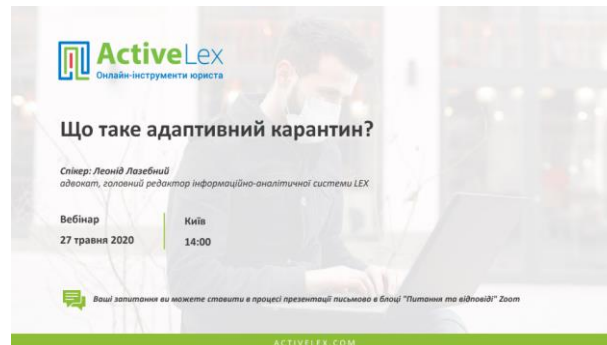 ActiveLex
Онлайн-інструменти юриста
Що таке адаптивний карантин?
Спікер: Леонід Лазебний
адвокат, головний редактор інформаційно-аналітичної системи LEX
Вебінар
Київ
27 травня 2020
14:00
Ваші запитання ви можете ставити в процесі презентації письмово в блоці "Питання та відповіді" Zoom
ACTIVELEX.COM